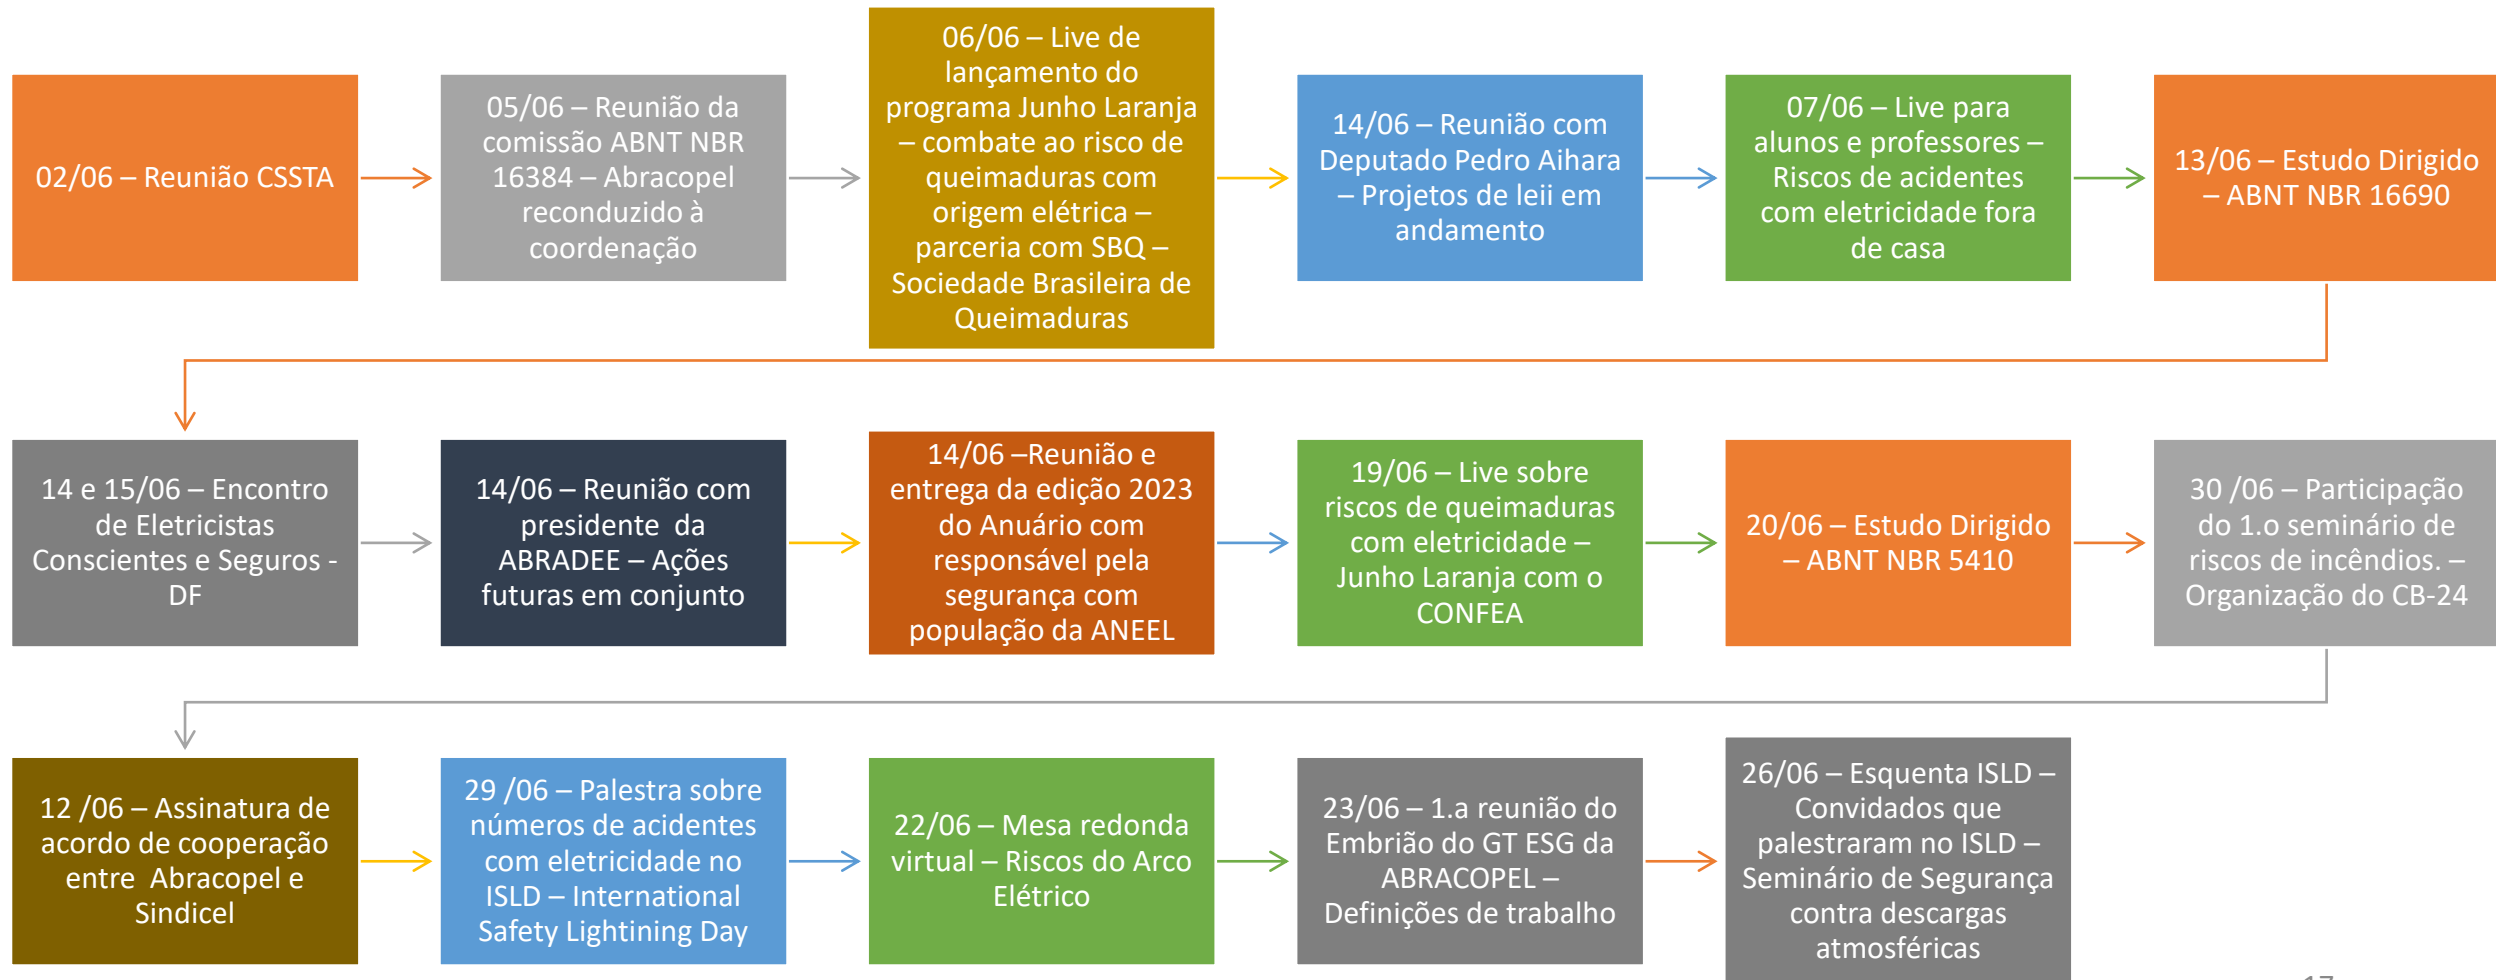 02/06 – Reunião CSSTA
05/06 – Reunião da
comissão ABNT NBR
16384 – Abracopel
reconduzido à
coordenação
06/06 – Live de
lançamento do
programa Junho Laranja
– combate ao risco de
queimaduras com
origem elétrica –
parceria com SBQ –
Sociedade Brasileira de
Queimaduras
14/06 – Reunião com
Deputado Pedro Aihara
– Projetos de leii em
andamento
07/06 – Live para
alunos e professores –
Riscos de acidentes
com eletricidade fora
de casa
13/06 – Estudo Dirigido
– ABNT NBR 16690
14 e 15/06 – Encontro
de Eletricistas
Conscientes e Seguros -
DF
14/06 – Reunião com
presidente  da
ABRADEE – Ações
futuras em conjunto
14/06 –Reunião e
entrega da edição 2023
do Anuário com
responsável pela
segurança com
população da ANEEL
19/06 – Live sobre
riscos de queimaduras
com eletricidade –
Junho Laranja com o
CONFEA
20/06 – Estudo Dirigido
– ABNT NBR 5410
30 /06 – Participação
do 1.o seminário de
riscos de incêndios. –
Organização do CB-24
12 /06 – Assinatura de
acordo de cooperação
entre  Abracopel e
Sindicel
29 /06 – Palestra sobre
números de acidentes
com eletricidade no
ISLD – International
Safety Lightining Day
22/06 – Mesa redonda
virtual – Riscos do Arco
Elétrico
23/06 – 1.a reunião do
Embrião do GT ESG da
ABRACOPEL –
Definições de trabalho
26/06 – Esquenta ISLD –
Convidados que
palestraram no ISLD –
Seminário de Segurança
contra descargas
atmosféricas
17